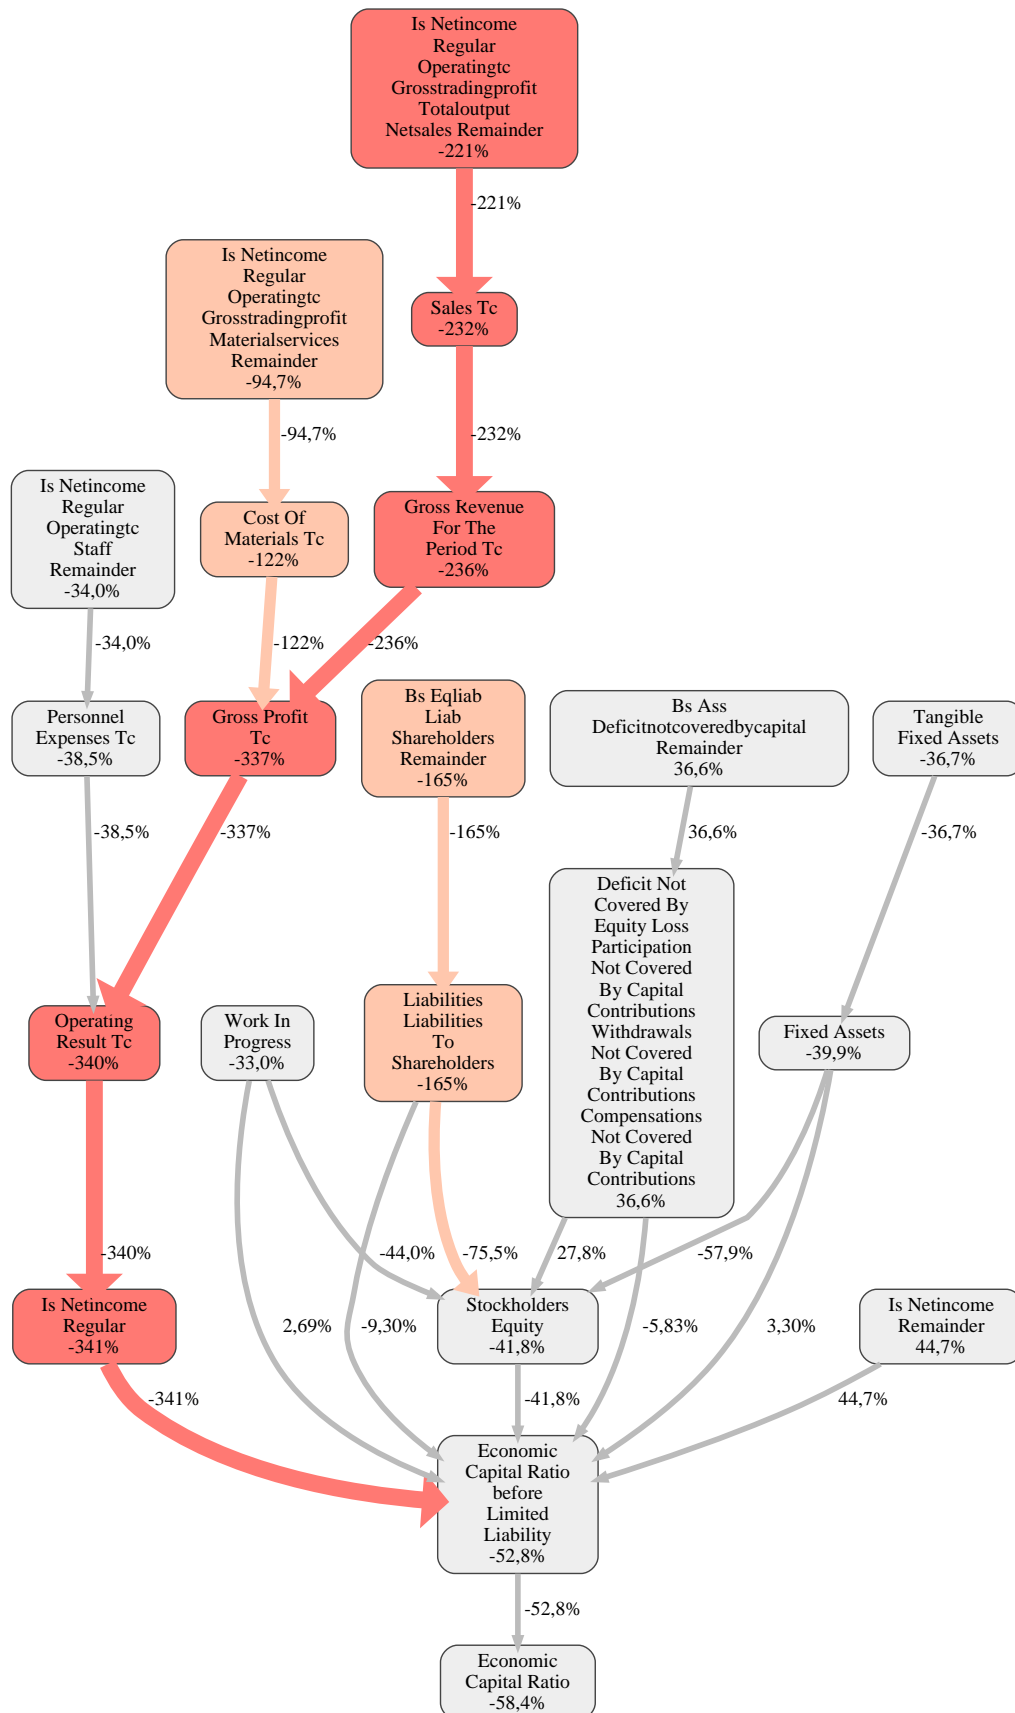 Is Netincome
Regular
Operatingtc
Grosstradingprofit
Totaloutput
Netsales Remainder
-221%
-221%
Is Netincome
Regular
Operatingtc
Grosstradingprofit
Materialservices
Remainder
-94,7%
Sales Tc
-232%
-94,7%
-232%
Is Netincome
Regular
Operatingtc
Staff
Remainder
-34,0%
Cost Of
Materials Tc
-122%
Gross Revenue
For The
Period Tc
-236%
-34,0%
-122%
-236%
Personnel
Expenses Tc
-38,5%
Gross Profit
Tc
-337%
Bs Eqliab
Liab
Shareholders
Remainder
-165%
Bs Ass
Deficitnotcoveredbycapital
Remainder
36,6%
Tangible
Fixed Assets
-36,7%
-38,5%
-337%
-165%
36,6%
-36,7%
Deficit Not
Covered By
Equity Loss
Participation
Not Covered
By Capital
Contributions
Withdrawals
Not Covered
By Capital
Contributions
Compensations
Not Covered
By Capital
Contributions
36,6%
Operating
Result Tc
-340%
Work In
Progress
-33,0%
Liabilities
Liabilities
To
Shareholders
-165%
Fixed Assets
-39,9%
-340%
-44,0%
-75,5%
27,8%
-57,9%
Is Netincome
Regular
-341%
2,69%
-9,30%
Stockholders
Equity
-41,8%
-5,83%
3,30%
Is Netincome
Remainder
44,7%
-341%
-41,8%
44,7%
Economic
Capital Ratio
before
Limited
Liability
-52,8%
-52,8%
Economic
Capital Ratio
-58,4%